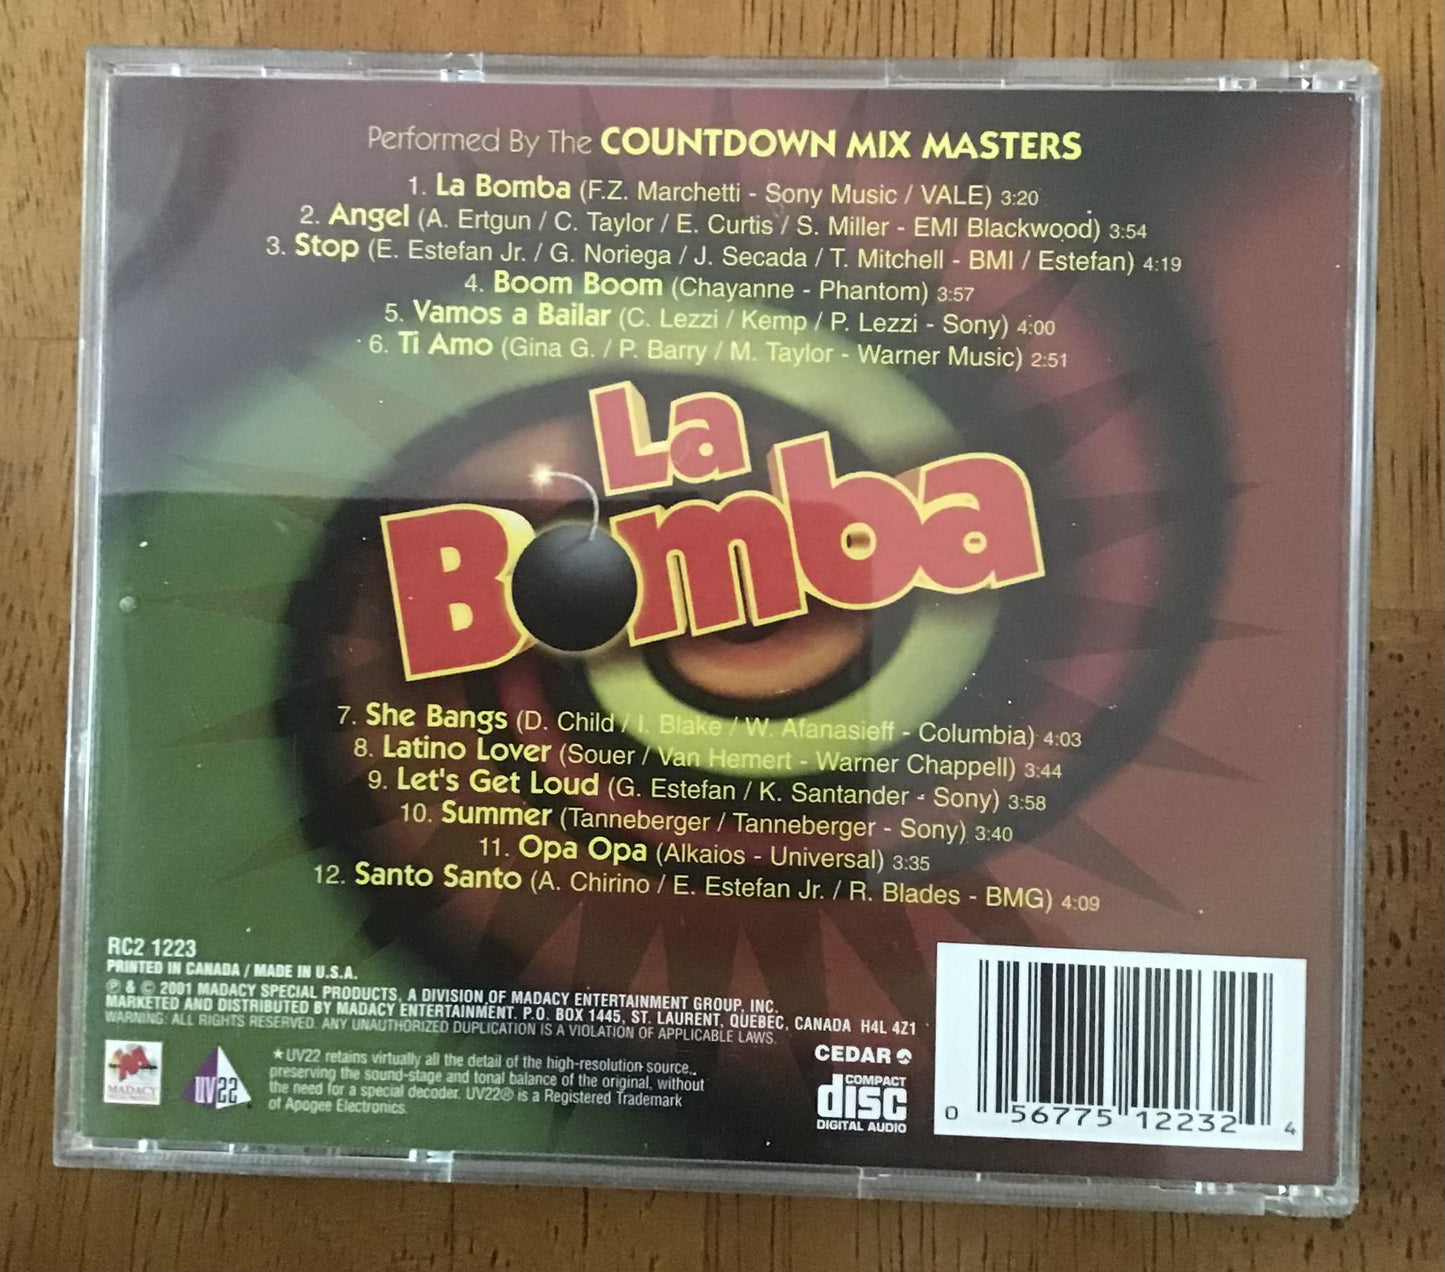 Performed By The COUNTDOWN MIX MASTERS
1. La Bomba (F.Z. Marchetti - Sony Music / VALE) 3:20
2. Angel (A. Ertgun / C. Taylor / E. Curtis / S. Miller - EMI Blackwood) 3:54
3. Stop (E. Estefan Jr. / G. Noriega / J. Secada / T. Mitchell - BMI / Estefan) 4:19
4. Boom Boom (Chayanne - Phantom) 3:57
5. Vamos a Bailar (C. Lezzi / Kemp / P. Lezzi - Sony) 4:00
6. Ti Amo (Gina G. / P. Barry / M. Taylor - Warner Music) 2:51
La
Bomba
7. She Bangs (D. Child / I. Blake / W. Afanasieff - Columbia) 4:03
8. Latino Lover (Souer / Van Hemert - Warner Chappell) 3:44
9. Let's Get Loud (G. Estefan / K. Santander - Sony) 3:58
10. Summer (Tanneberger / Tanneberger - Sony) 3:40
11. Opa Opa (Alkaios - Universal) 3:35
12. Santo Santo (A. Chirino / E. Estefan Jr. / R. Blades - BMG) 4:09
RC2 1223
PRINTED IN CANADA / MADE IN U.S.A.
℗ & © 2001 MADACY SPECIAL PRODUCTS, A DIVISION OF MADACY ENTERTAINMENT GROUP, INC.
MARKETED AND DISTRIBUTED BY MADACY ENTERTAINMENT. P.O. BOX 1445, ST. LAURENT, QUEBEC, CANADA H4L 4Z1
WARNING: ALL RIGHTS RESERVED. ANY UNAUTHORIZED DUPLICATION IS A VIOLATION OF APPLICABLE LAWS.
MADACY
UV22
★UV22 retains virtually all the detail of the high-resolution source,
preserving the sound-stage and tonal balance of the original, without
the need for a special decoder. UV22® is a Registered Trademark
of Apogee Electronics.
CEDAR
COMPACT
disc
DIGITAL AUDIO
0 56775 12232 4